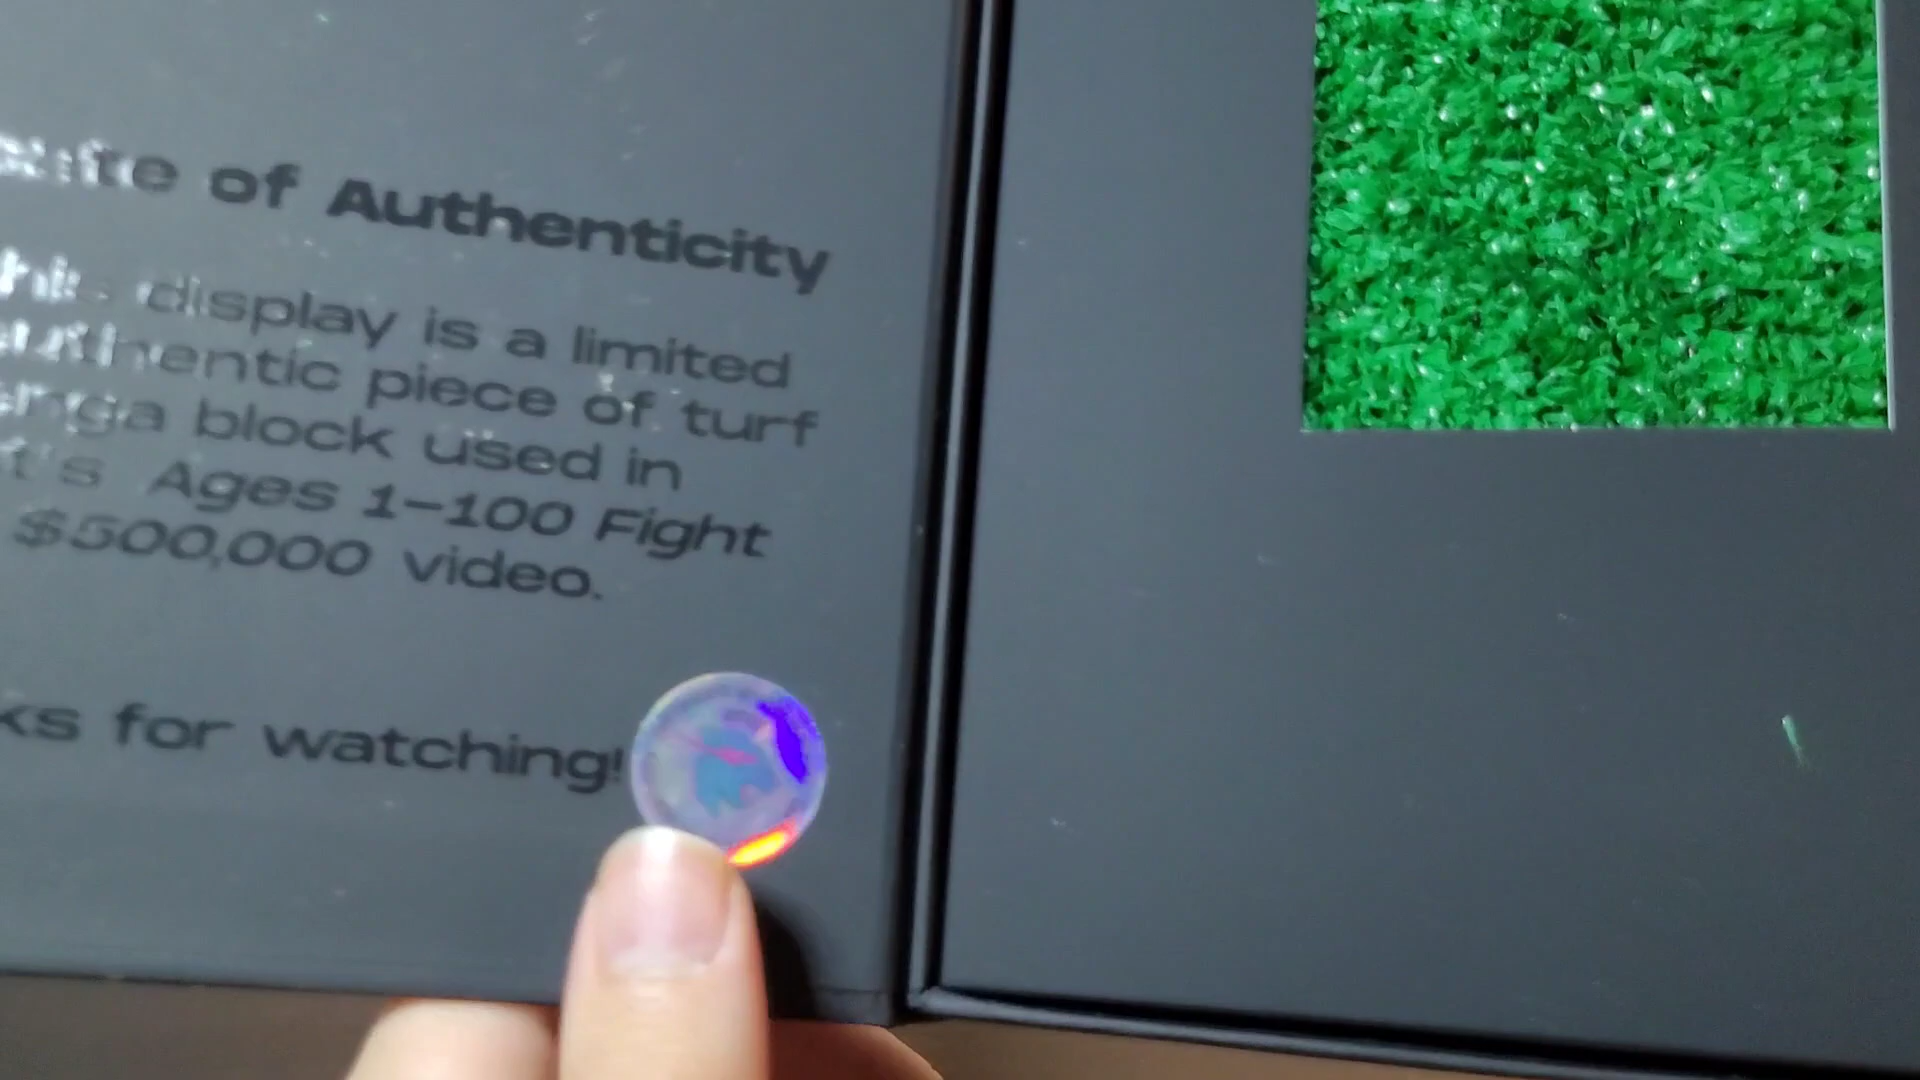 of Authenticity
display is a limited
authentic piece of turf
block used in
Ages 1–100 Fight
$500,000 video.
for watching!